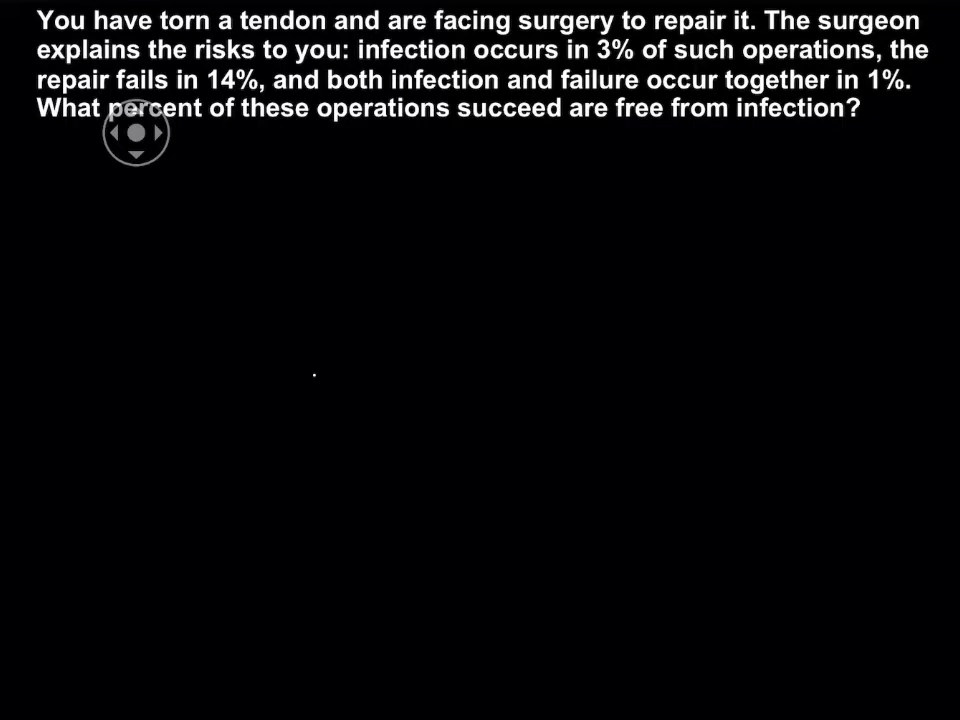 You have torn a tendon and are facing surgery to repair it. The surgeon
explains the risks to you: infection occurs in 3% of such operations, the
repair fails in 14%, and both infection and failure occur together in 1%.
What percent of these operations succeed are free from infection?